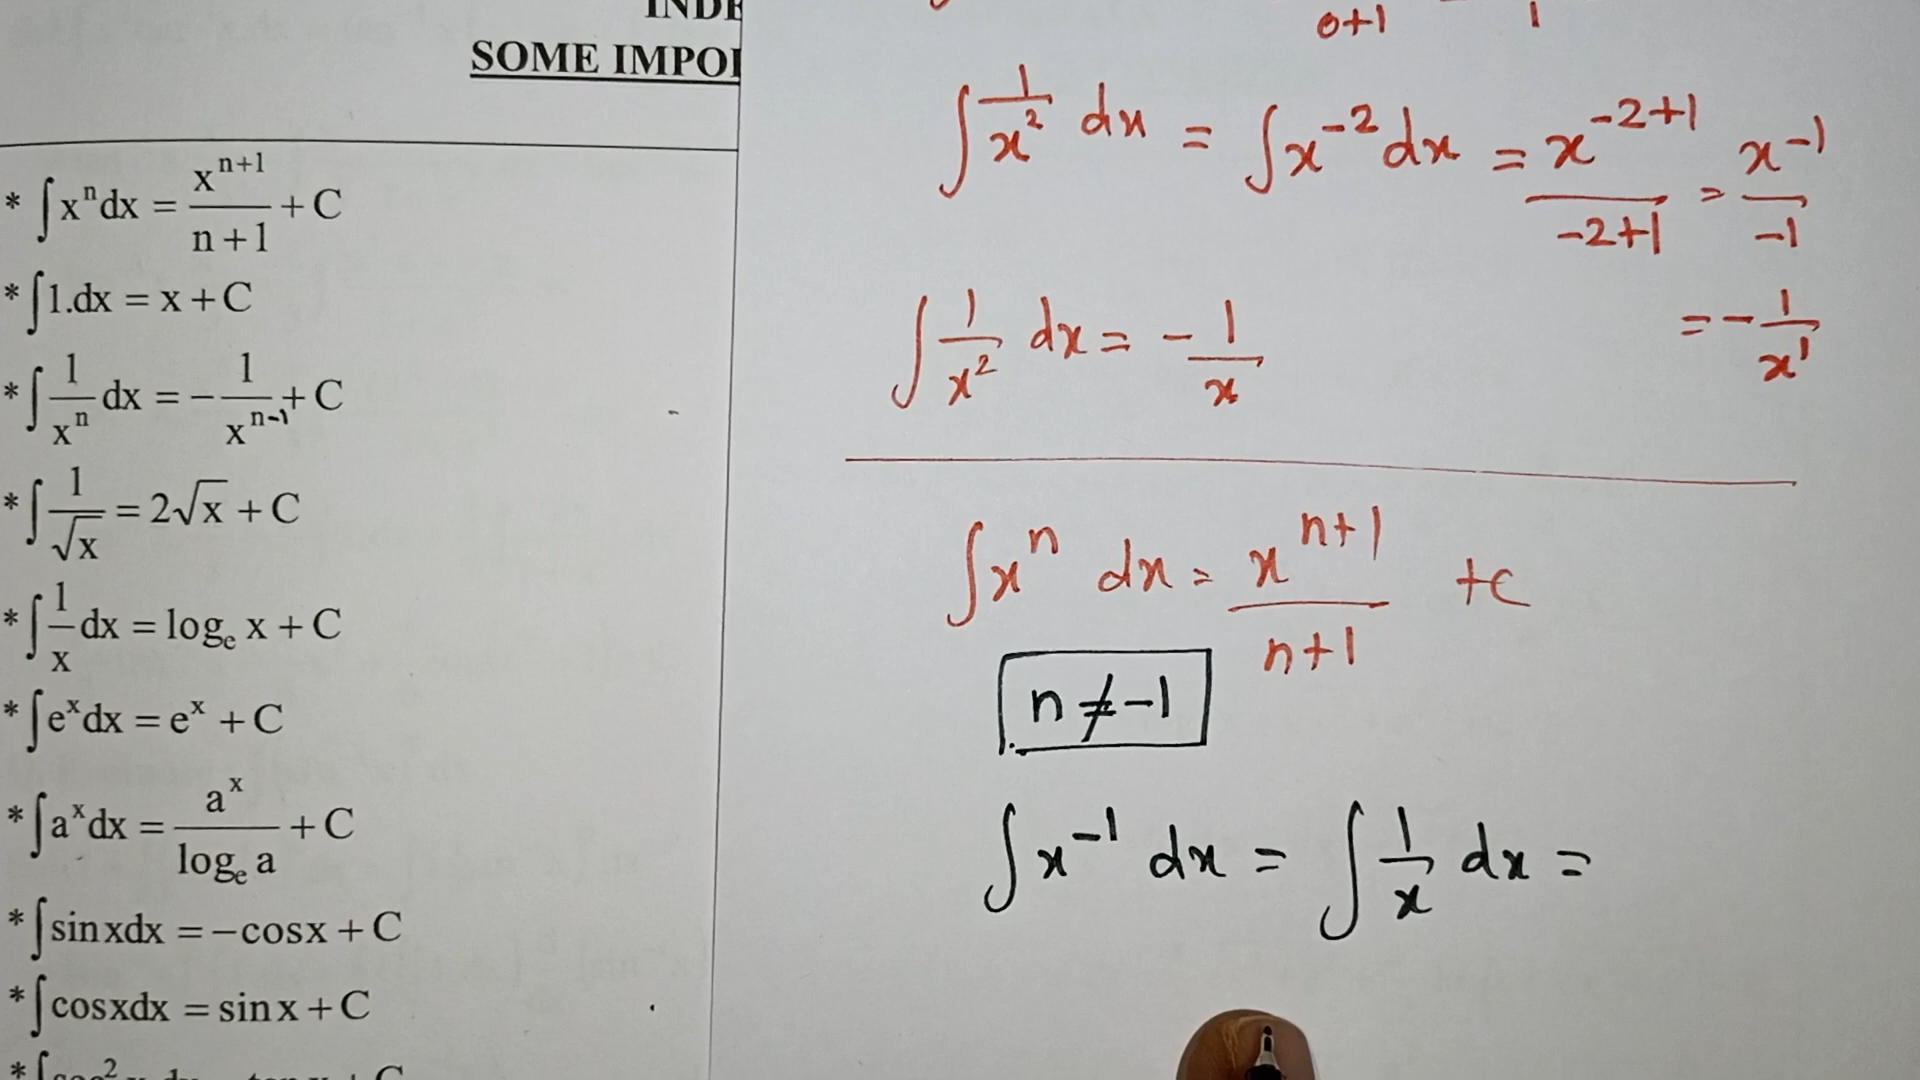 INDE
SOME IMPOR
* ∫xⁿdx = xⁿ⁺¹/(n+1) + C
* ∫1.dx = x + C
* ∫1/xⁿ dx = -1/xⁿ⁻¹ + C
* ∫1/√x = 2√x + C
* ∫1/x dx = logₑ x + C
* ∫eˣdx = eˣ + C
* ∫aˣdx = aˣ/logₑ a + C
* ∫sinxdx = -cosx + C
* ∫cosxdx = sinx + C
0+1 1
∫1/x² dx = ∫x⁻² dx = x⁻²⁺¹/(-2+1) = x⁻¹/-1
= -1/x¹
∫1/x² dx = -1/x
∫xⁿ dx = xⁿ⁺¹/(n+1) + c
n ≠ -1
∫x⁻¹ dx = ∫1/x dx =